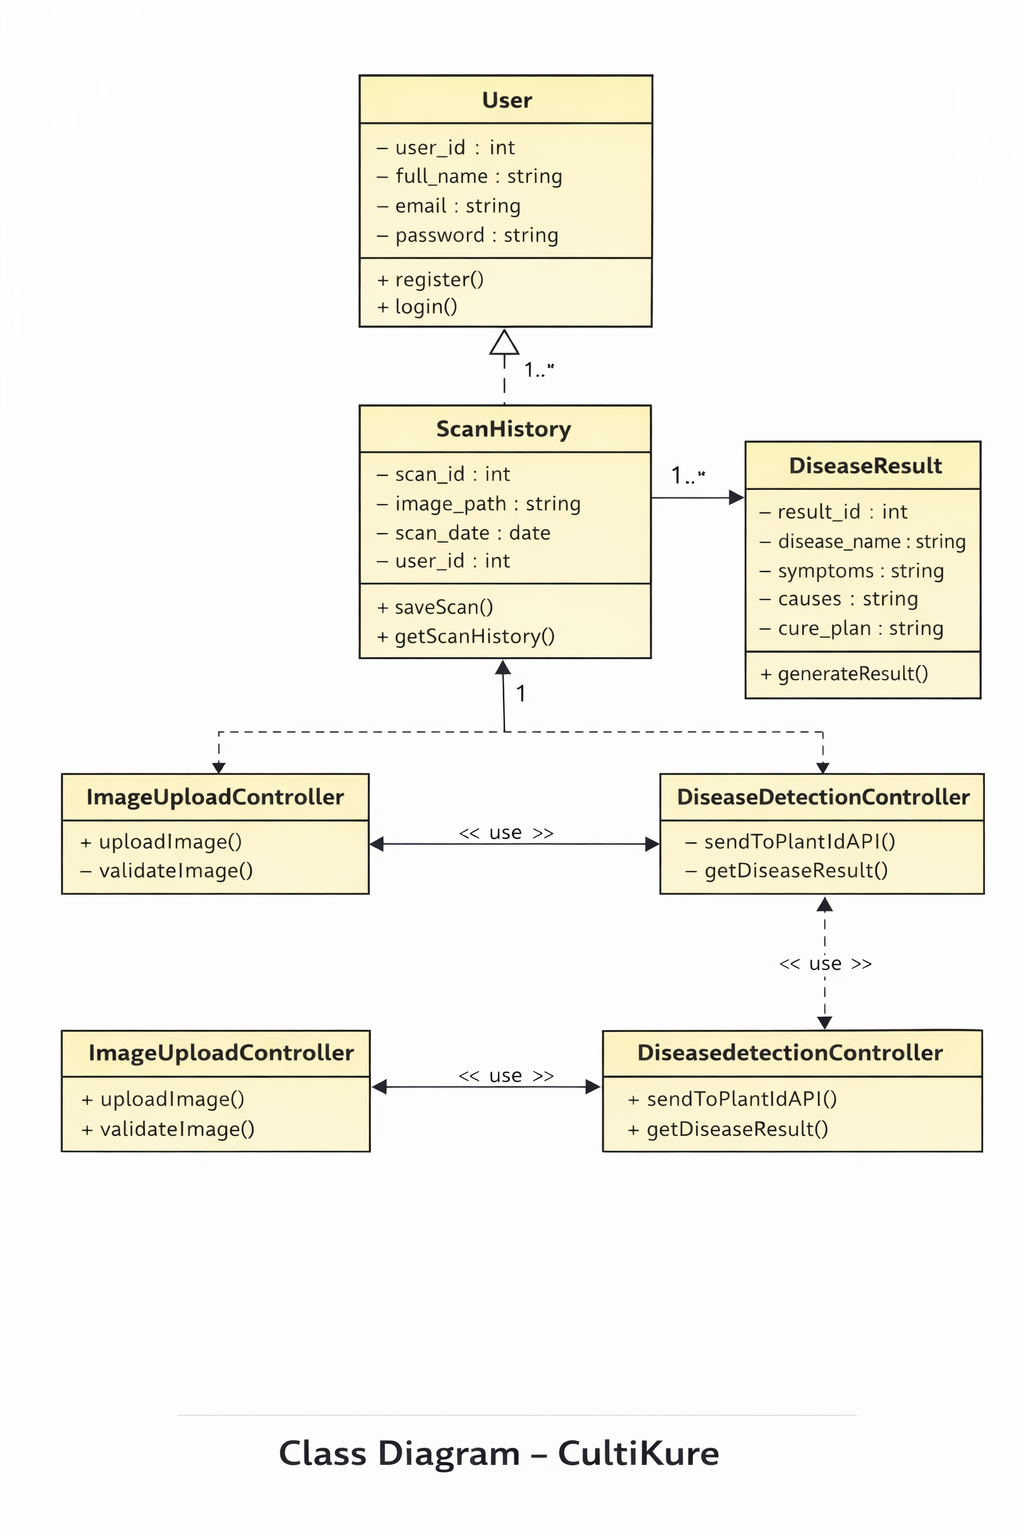 User
– user_id : int
– full_name : string
– email : string
– password : string
+ register()
+ login()
1..*
ScanHistory
– scan_id : int
– image_path : string
– scan_date : date
– user_id : int
+ saveScan()
+ getScanHistory()
1..*
DiseaseResult
– result_id : int
– disease_name : string
– symptoms : string
– causes : string
– cure_plan : string
+ generateResult()
1
ImageUploadController
+ uploadImage()
– validateImage()
<< use >>
DiseaseDetectionController
– sendToPlantIdAPI()
– getDiseaseResult()
<< use >>
ImageUploadController
+ uploadImage()
+ validateImage()
<< use >>
DiseasedetectionController
+ sendToPlantIdAPI()
+ getDiseaseResult()
Class Diagram – CultiKure